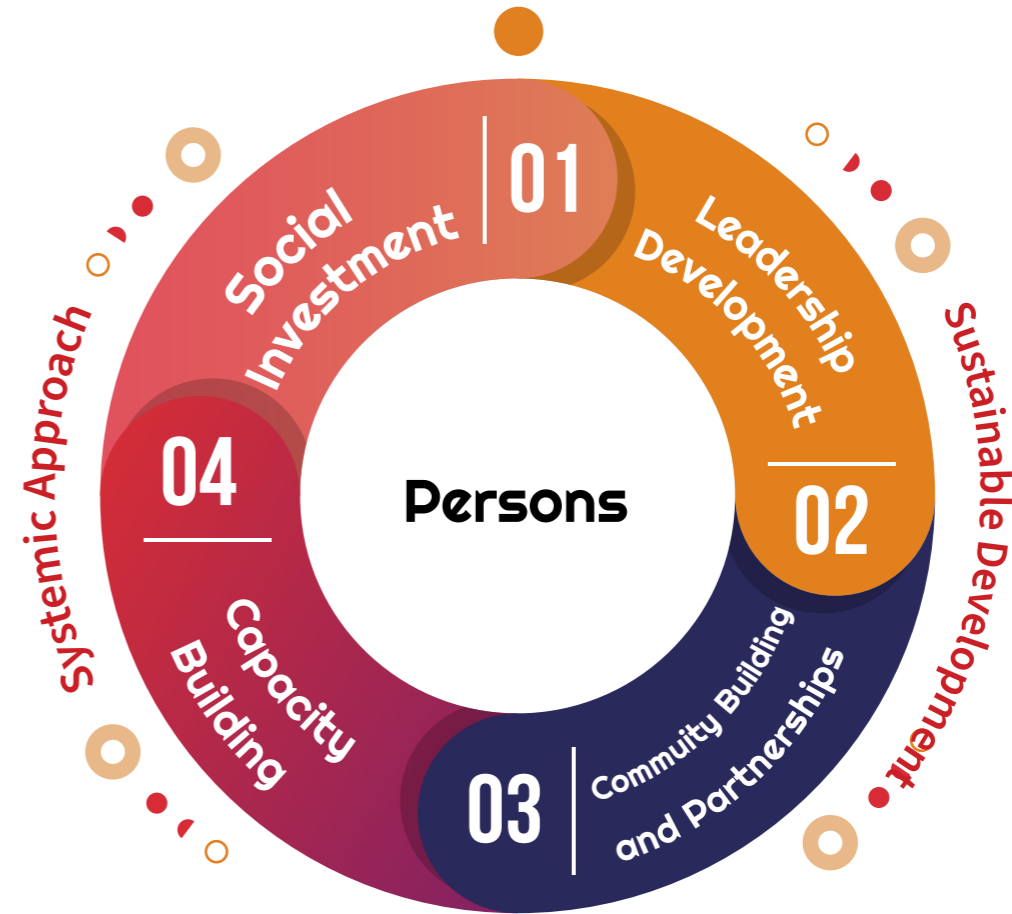 01
Social
Investment
Leadership
Development
02
Commuity Building
and Partnerships
03
Capacity
Building
04
Persons
Systemic Approach
Sustainable Development